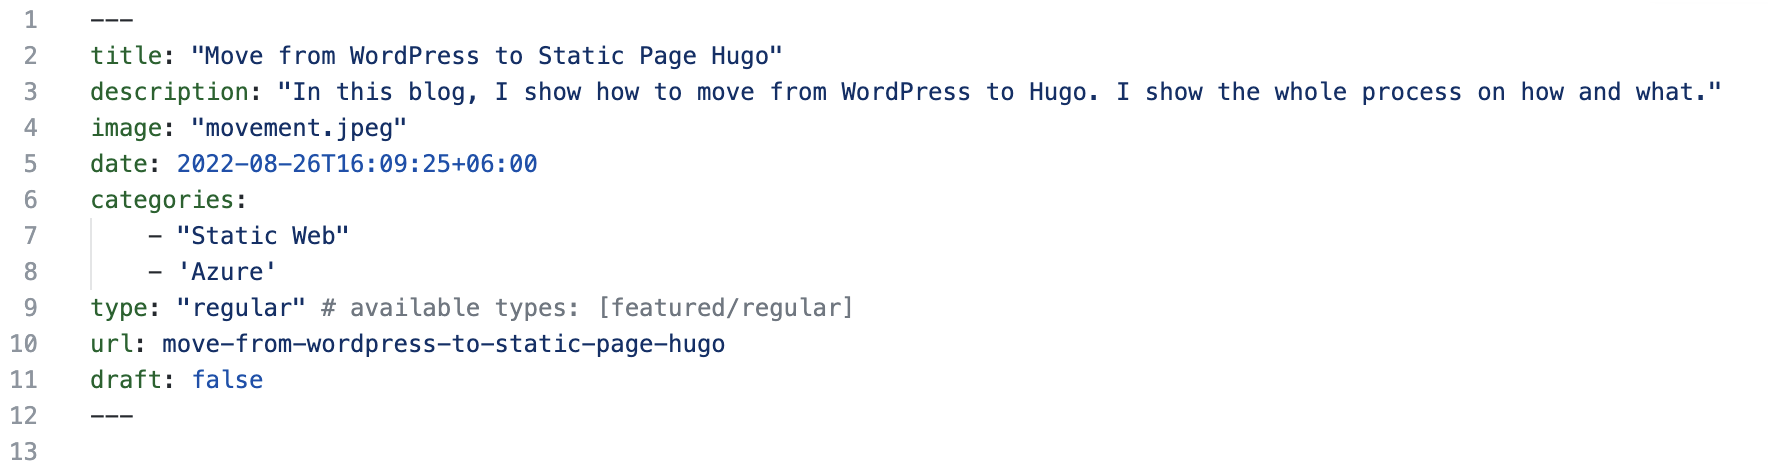 1 ---
2 title: "Move from WordPress to Static Page Hugo"
3 description: "In this blog, I show how to move from WordPress to Hugo. I show the whole process on how and what."
4 image: "movement.jpeg"
5 date: 2022-08-26T16:09:25+06:00
6 categories:
7     - "Static Web"
8     - 'Azure'
9 type: "regular" # available types: [featured/regular]
10 url: move-from-wordpress-to-static-page-hugo
11 draft: false
12 ---
13